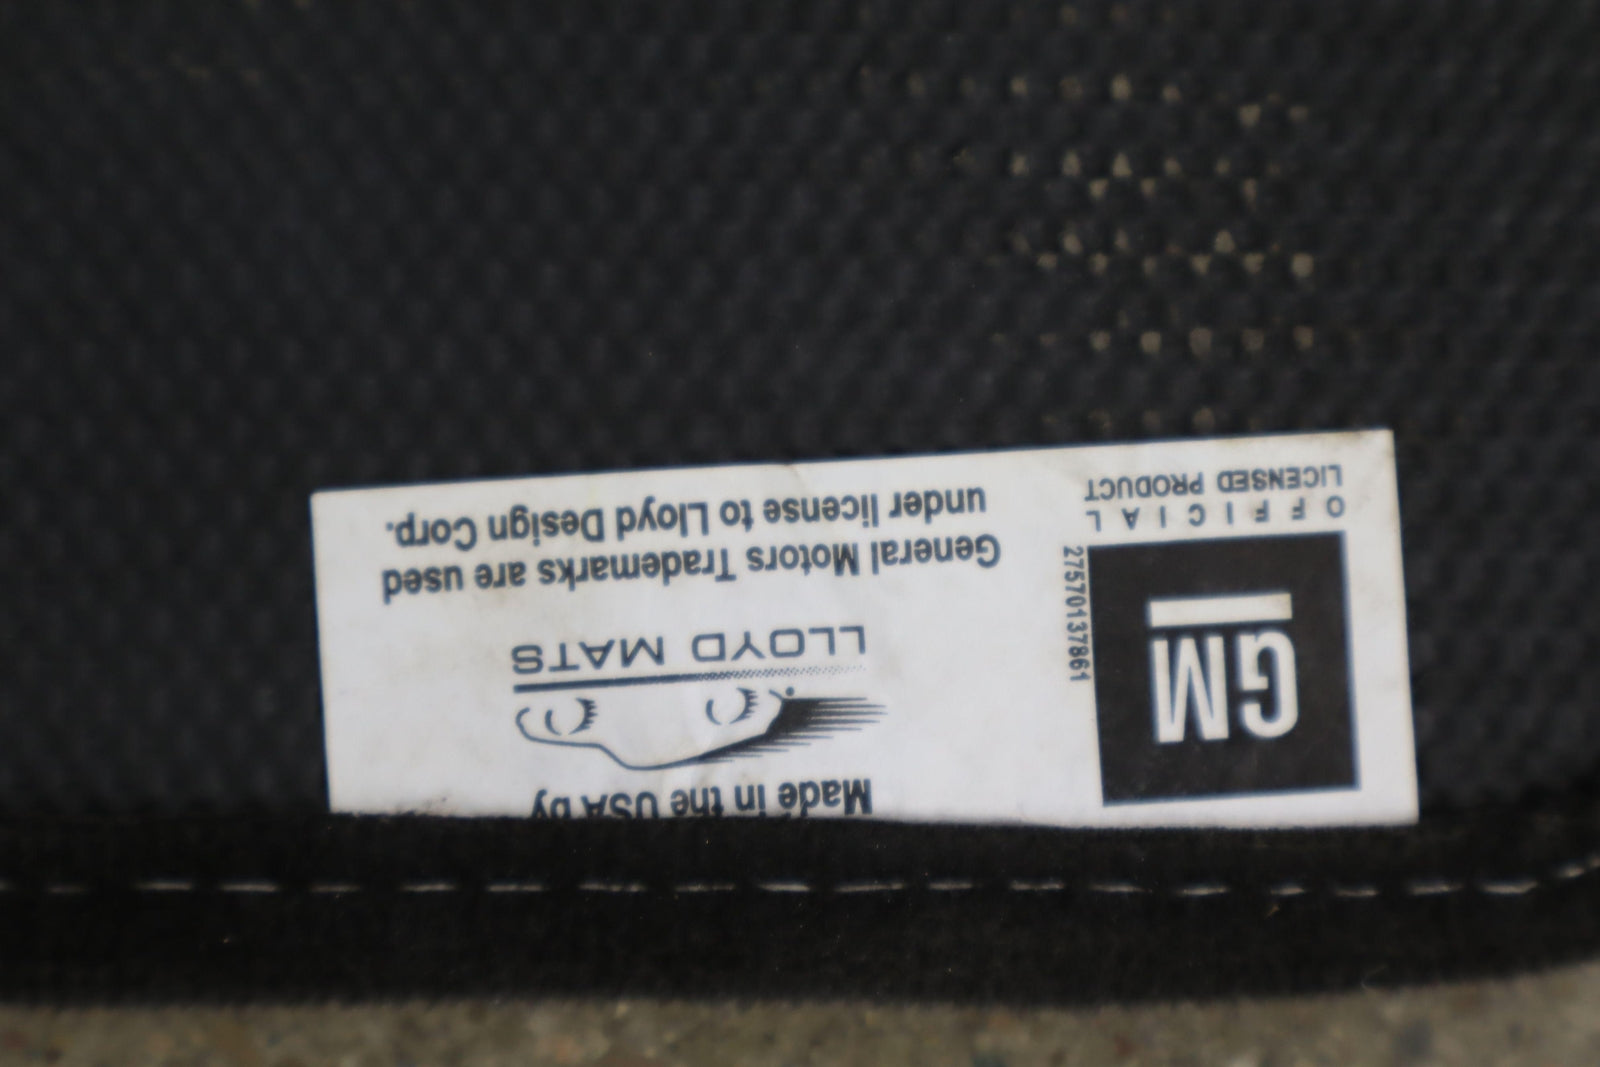 Made in the USA by
LLOYD MATS
General Motors Trademarks are used
under license to Lloyd Design Corp.
GM
27570137861
OFFICIAL
LICENSED PRODUCT